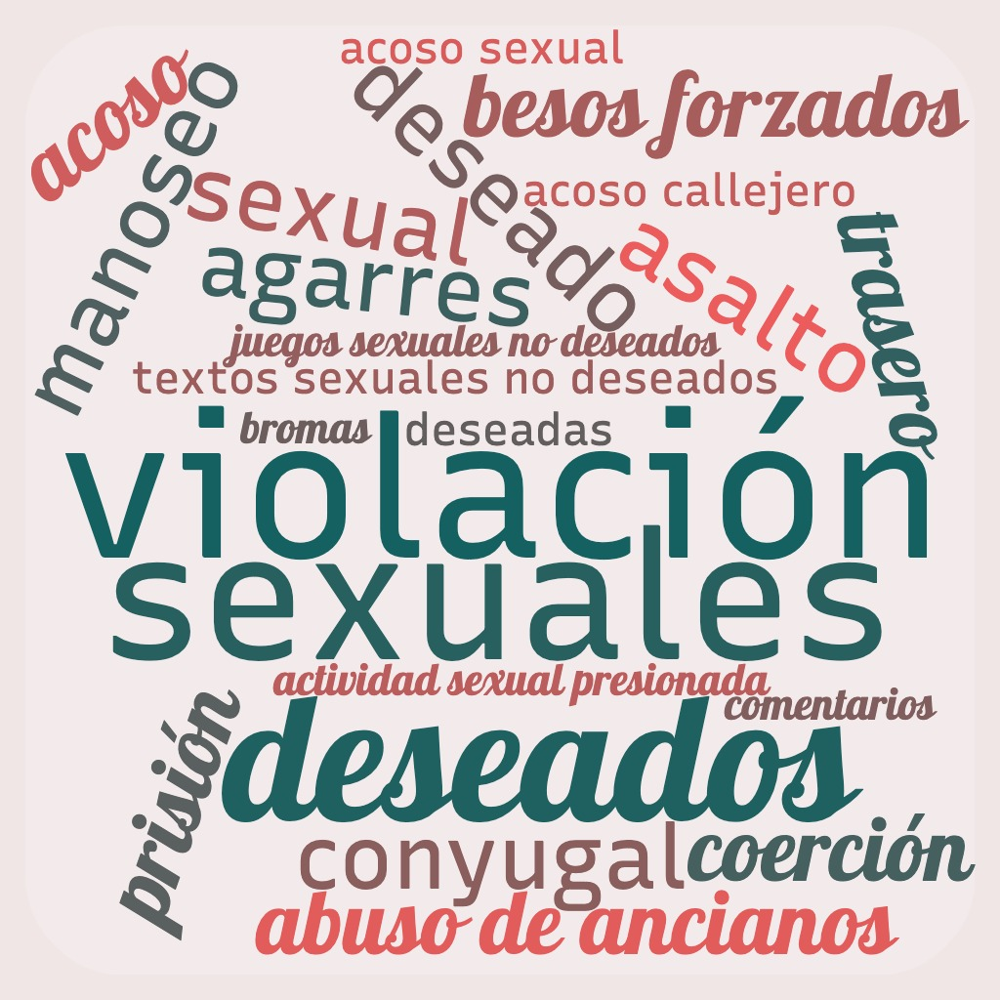 acoso sexual
acoso
manoseo
deseado
besos forzados
sexual
acoso callejero
agarres
asalto
trasero
juegos sexuales no deseados
textos sexuales no deseados
bromas
deseadas
violación
sexuales
actividad sexual presionada
comentarios
prisión
deseados
conyugal
coerción
abuso de ancianos